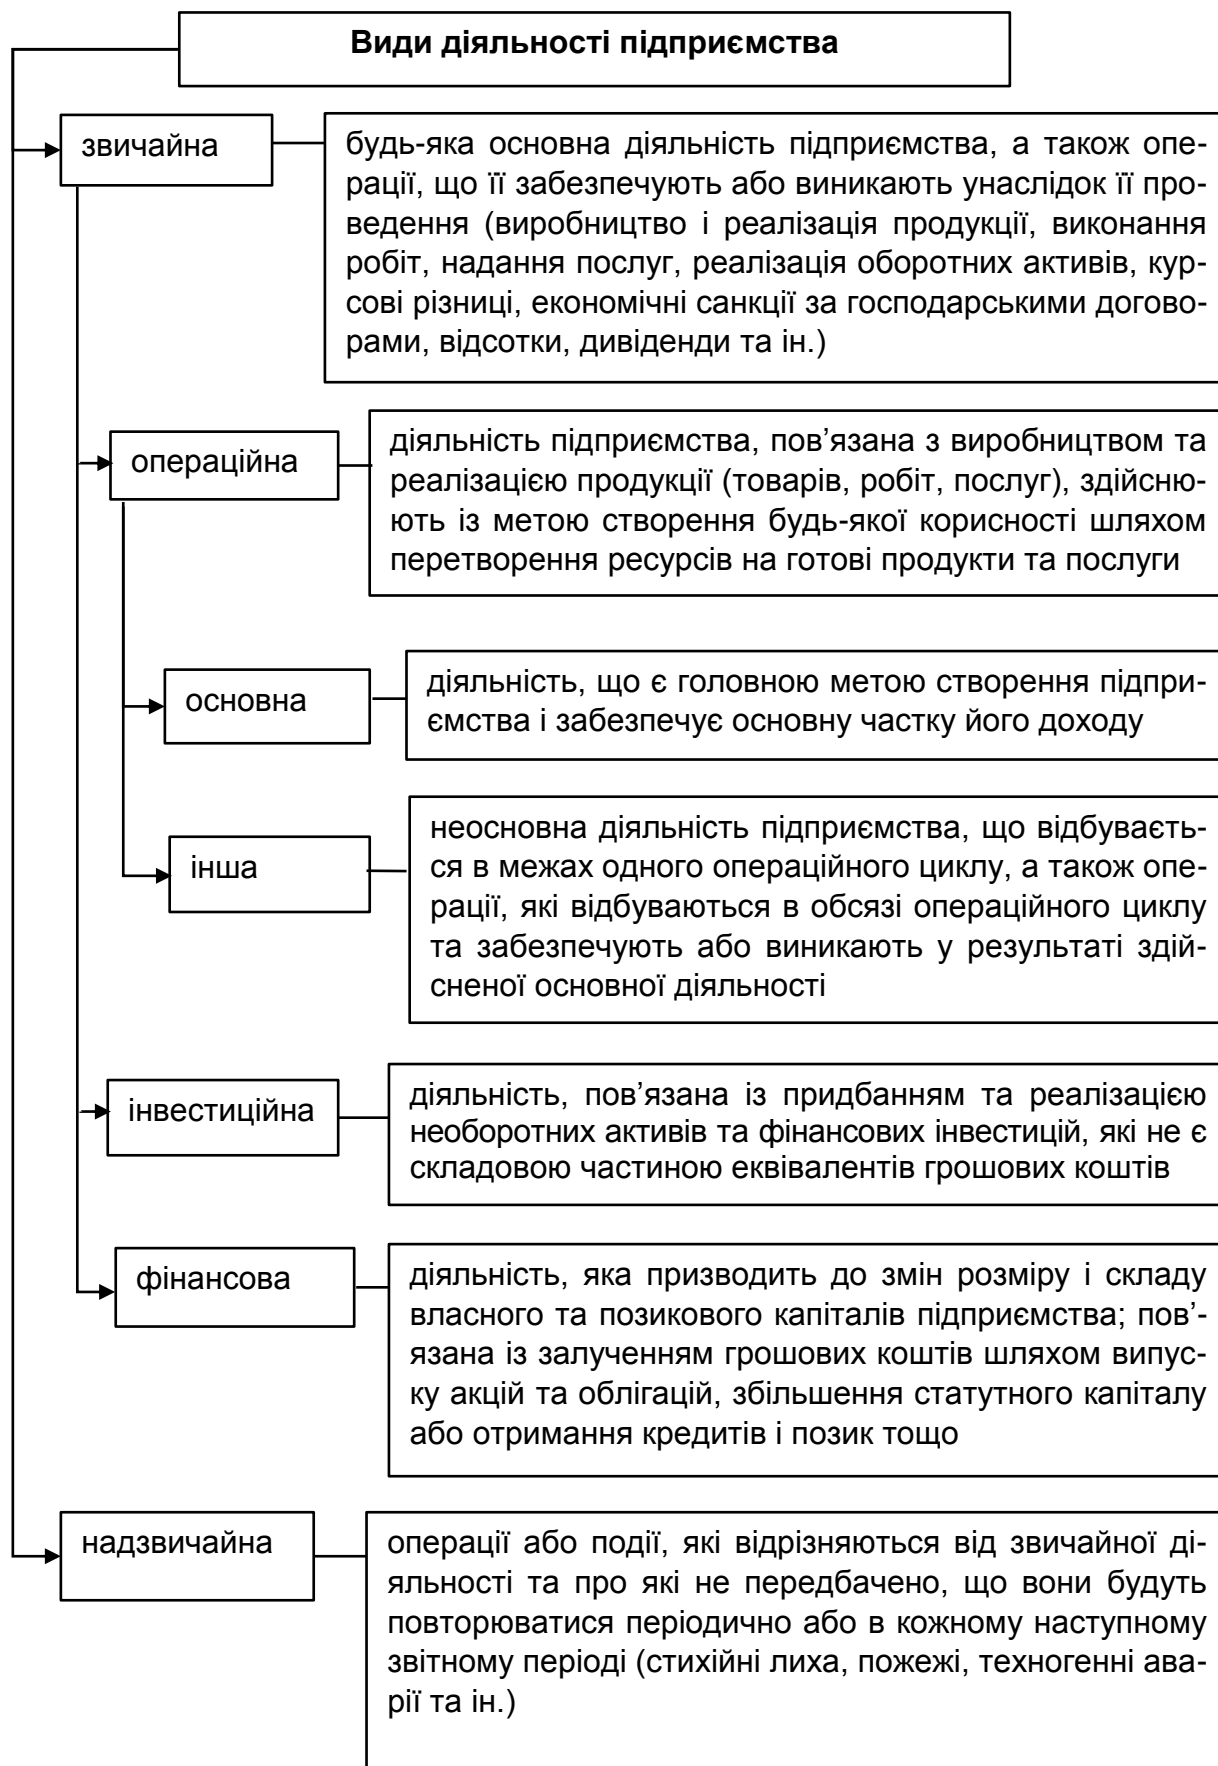 Види діяльності підприємства
звичайна
будь-яка основна діяльність підприємства, а також опе-
рації, що її забезпечують або виникають унаслідок її про-
ведення (виробництво і реалізація продукції, виконання
робіт, надання послуг, реалізація оборотних активів, кур-
сові різниці, економічні санкції за господарськими догово-
рами, відсотки, дивіденди та ін.)
операційна
діяльність підприємства, пов’язана з виробництвом та
реалізацією продукції (товарів, робіт, послуг), здійсню-
ють із метою створення будь-якої корисності шляхом
перетворення ресурсів на готові продукти та послуги
основна
діяльність, що є головною метою створення підпри-
ємства і забезпечує основну частку його доходу
інша
неосновна діяльність підприємства, що відбуваєть-
ся в межах одного операційного циклу, а також опе-
рації, які відбуваються в обсязі операційного циклу
та забезпечують або виникають у результаті здій-
сненої основної діяльності
інвестиційна
діяльність, пов’язана із придбанням та реалізацією
необоротних активів та фінансових інвестицій, які не є
складовою частиною еквівалентів грошових коштів
фінансова
діяльність, яка призводить до змін розміру і складу
власного та позикового капіталів підприємства; пов’-
язана із залученням грошових коштів шляхом випус-
ку акцій та облігацій, збільшення статутного капіталу
або отримання кредитів і позик тощо
надзвичайна
операції або події, які відрізняються від звичайної ді-
яльності та про які не передбачено, що вони будуть
повторюватися періодично або в кожному наступному
звітному періоді (стихійні лиха, пожежі, техногенні ава-
рії та ін.)